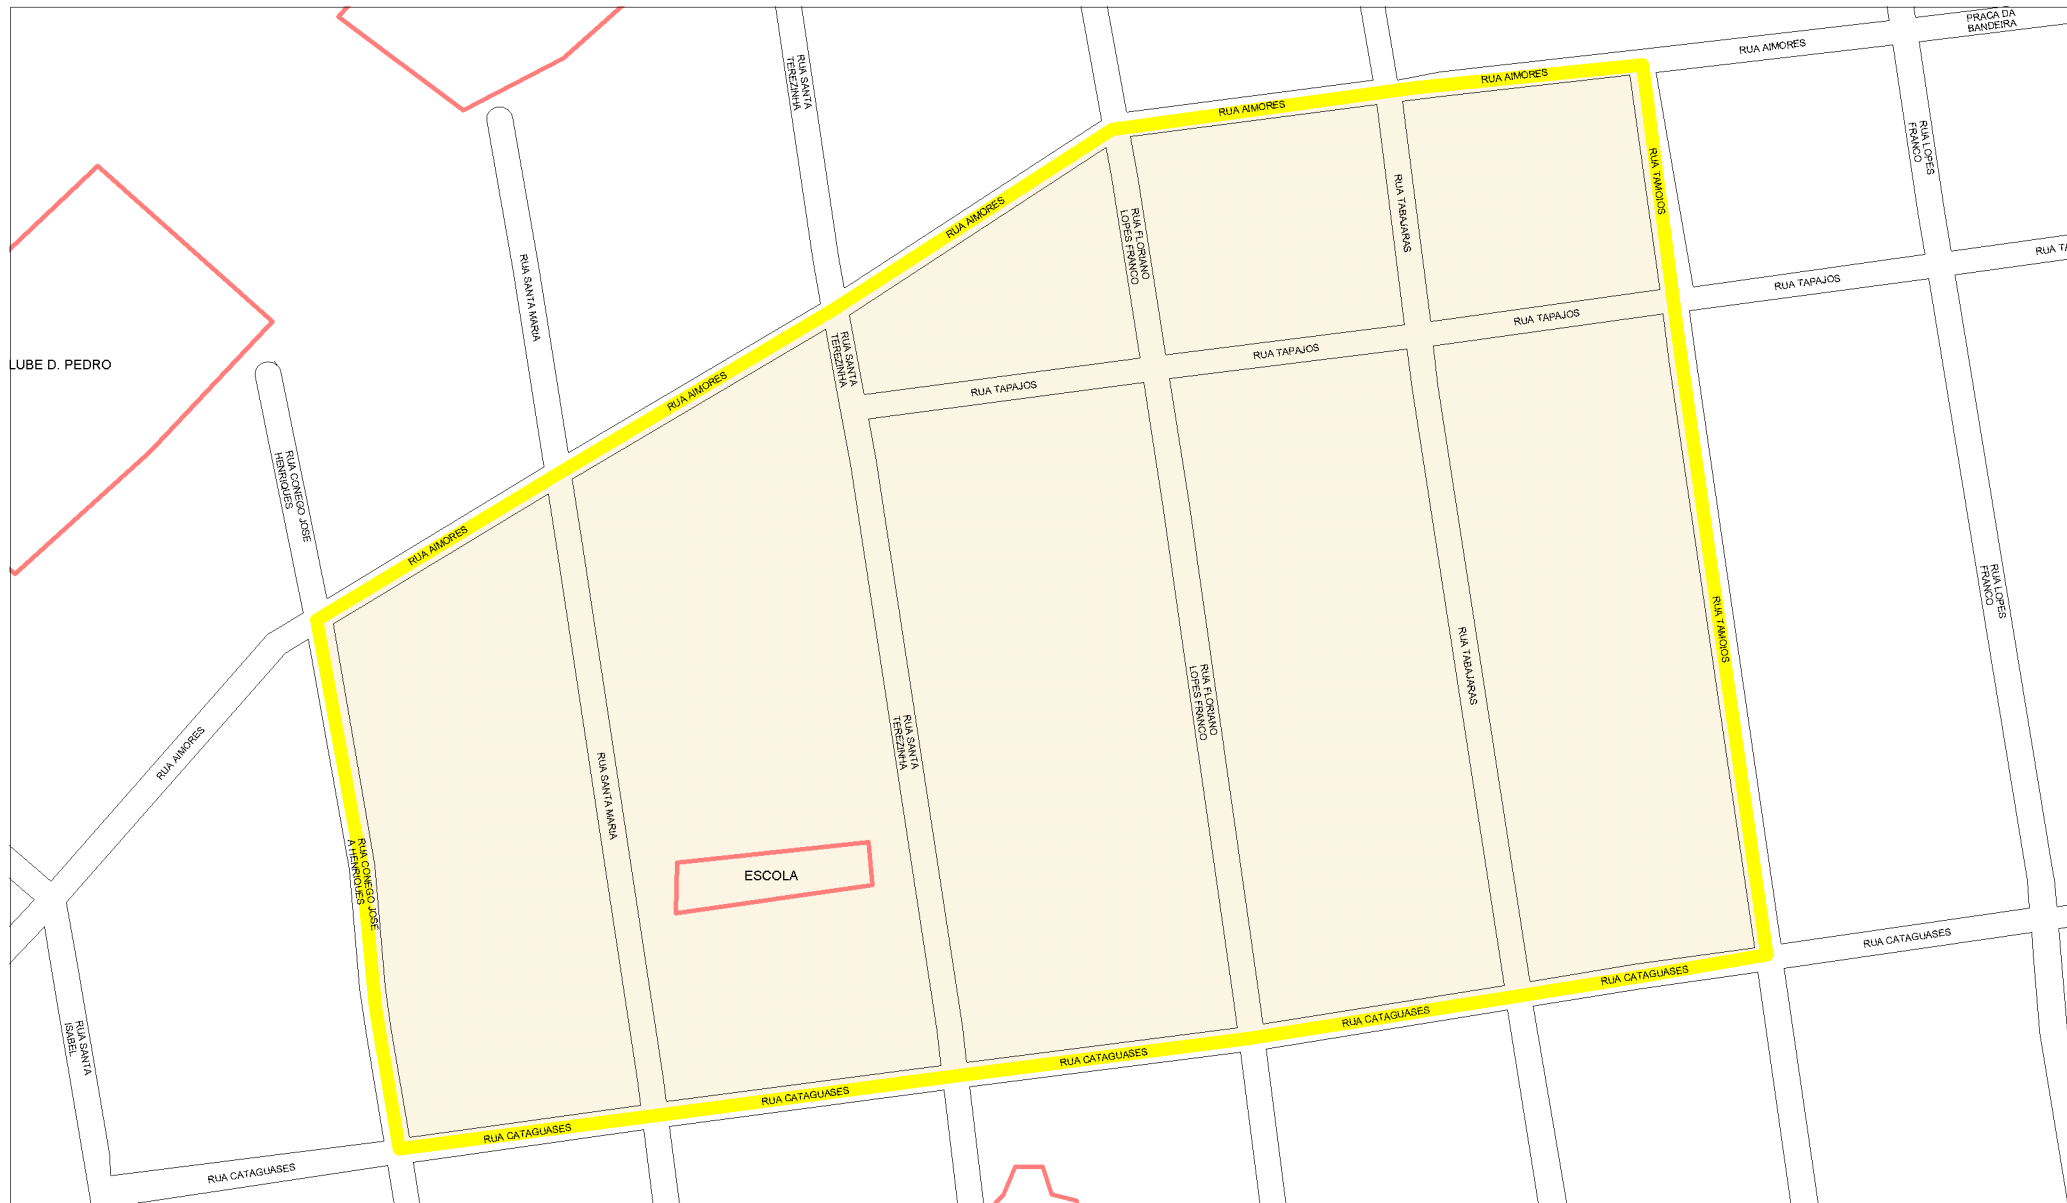 PRACA DA
BANDEIRA
RUA AIMORES
RUA AIMORES
RUA SANTA
TEREZINHA
RUA AIMORES
RUA LOPES
FRANCO
RUA TAMOIOS
RUA TABAJARAS
RUA AIMORES
RUA FLORIANO
LOPES FRANCO
RUA TA
RUA TAPAJOS
RUA SANTA MARIA
RUA TAPAJOS
RUA TAPAJOS
RUA SANTA
TEREZINHA
LUBE D. PEDRO
RUA TAPAJOS
RUA AIMORES
RUA CONEGO JOSE
HENRIQUES
RUA AIMORES
RUA LOPES
FRANCO
RUA TAMOIOS
RUA TABAJARAS
RUA FLORIANO
LOPES FRANCO
RUA SANTA
TEREZINHA
RUA AIMORES
RUA SANTA MARIA
ESCOLA
RUA CONEGO JOSE
A HENRIQUES
RUA CATAGUASES
RUA CATAGUASES
RUA CATAGUASES
RUA SANTA
ISABEL
RUA CATAGUASES
RUA CATAGUASES
RUA CATAGUASES
RUA CATAGUASES